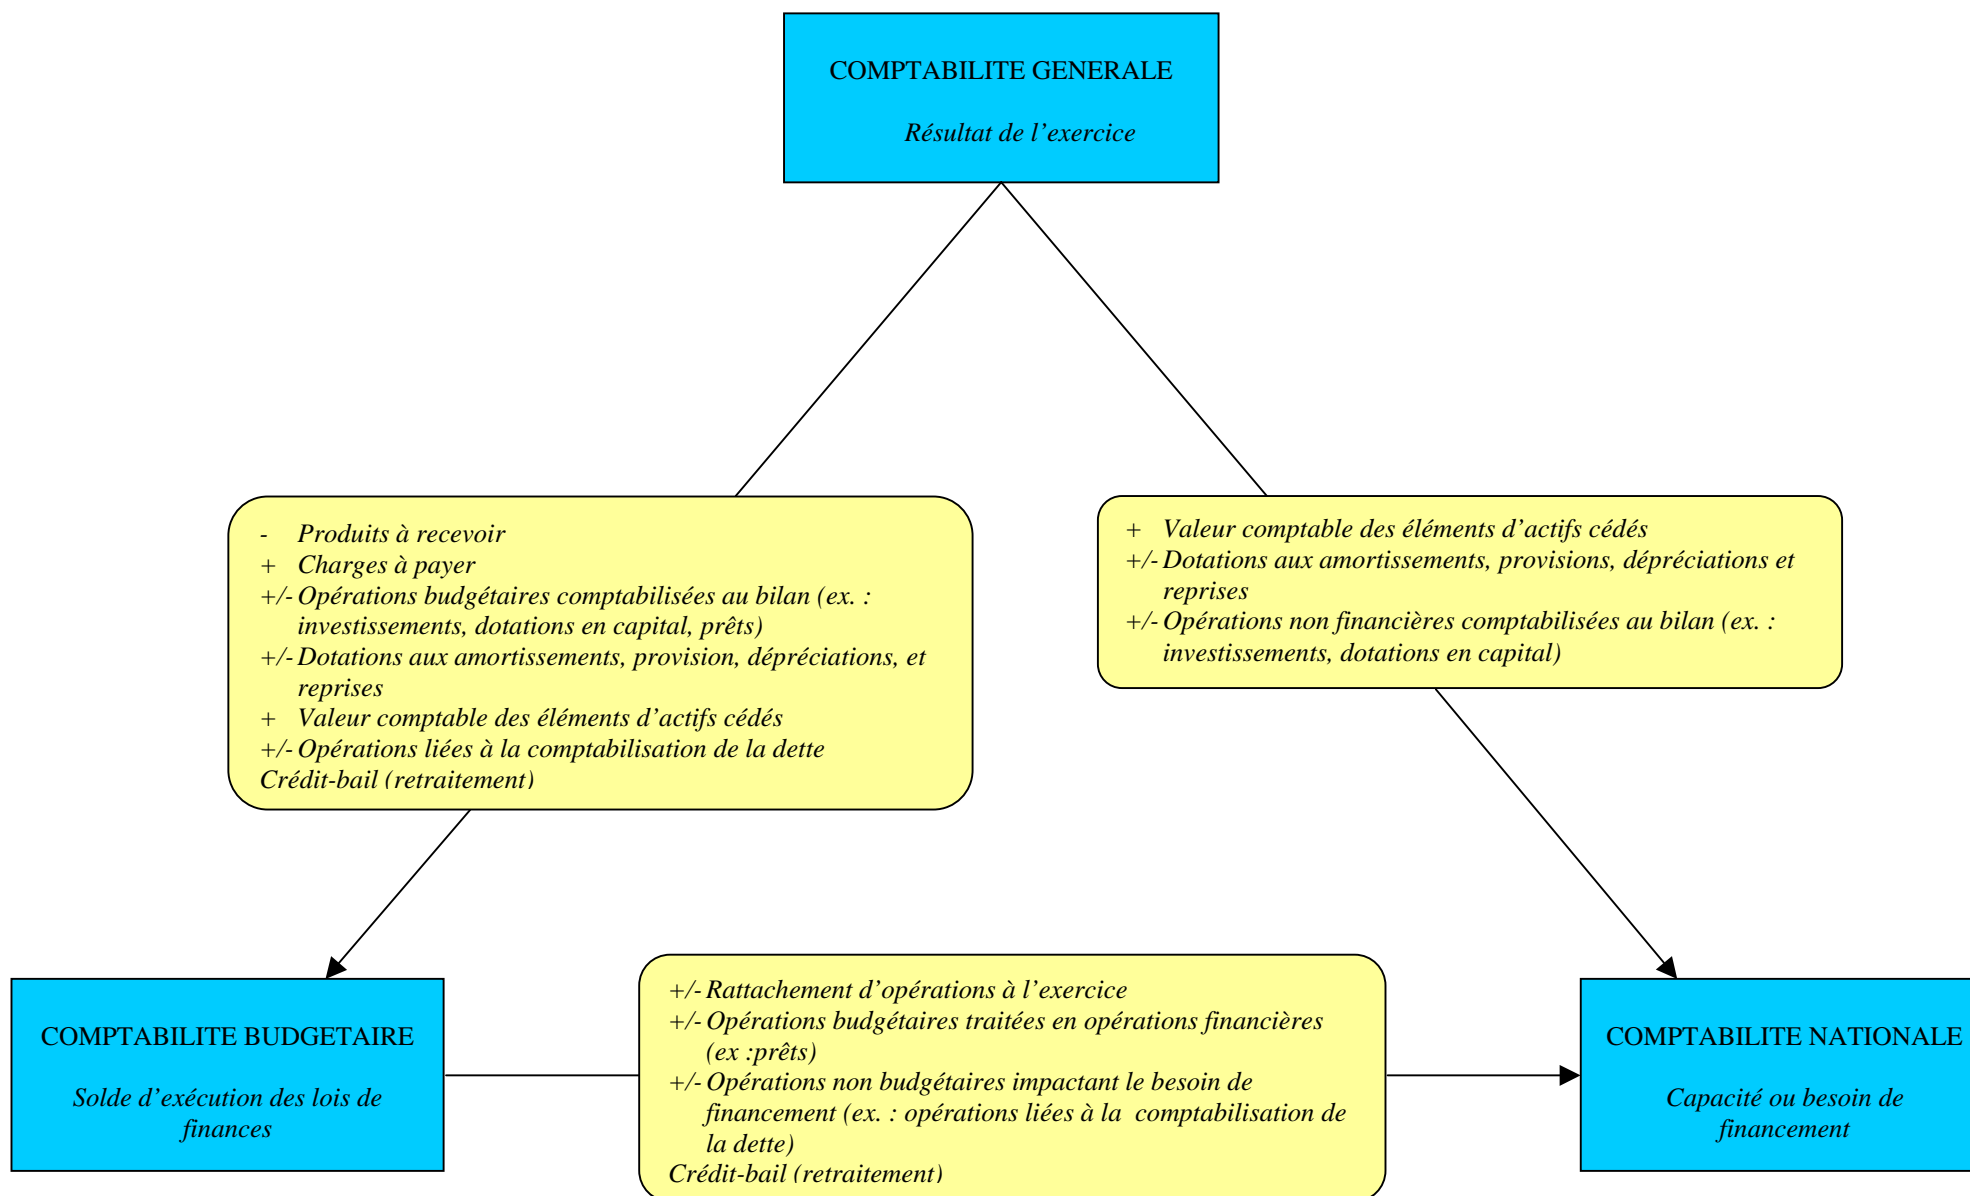 COMPTABILITE GENERALE
Résultat de l’exercice
- Produits à recevoir
+ Charges à payer
+/- Opérations budgétaires comptabilisées au bilan (ex. :
investissements, dotations en capital, prêts)
+/- Dotations aux amortissements, provision, dépréciations, et
reprises
+ Valeur comptable des éléments d’actifs cédés
+/- Opérations liées à la comptabilisation de la dette
Crédit-bail (retraitement)
+ Valeur comptable des éléments d’actifs cédés
+/- Dotations aux amortissements, provisions, dépréciations et
reprises
+/- Opérations non financières comptabilisées au bilan (ex. :
investissements, dotations en capital)
COMPTABILITE BUDGETAIRE
Solde d’exécution des lois de
finances
+/- Rattachement d’opérations à l’exercice
+/- Opérations budgétaires traitées en opérations financières
(ex :prêts)
+/- Opérations non budgétaires impactant le besoin de
financement (ex. : opérations liées à la comptabilisation de
la dette)
Crédit-bail (retraitement)
COMPTABILITE NATIONALE
Capacité ou besoin de
financement